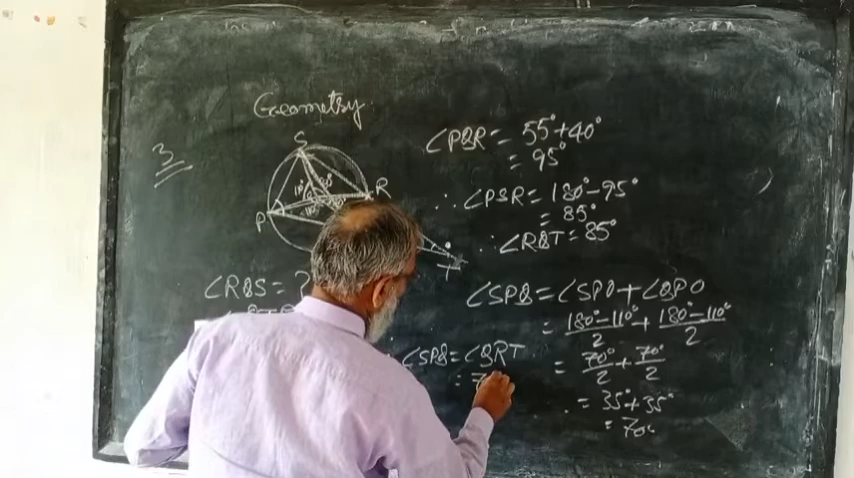 Geometry
3
S
R
P
T
∠RQS = ?
∠PQR = 55° + 40°
= 95°
∴ ∠PSR = 180° - 95°
= 85°
∴ ∠RQT = 85°
∠SPQ = ∠SPO + ∠QPO
= 180° - 110° / 2 + 180° - 110° / 2
= 70° / 2 + 70° / 2
= 35° + 35°
= 70°
∠SPQ = ∠QRT
= 7